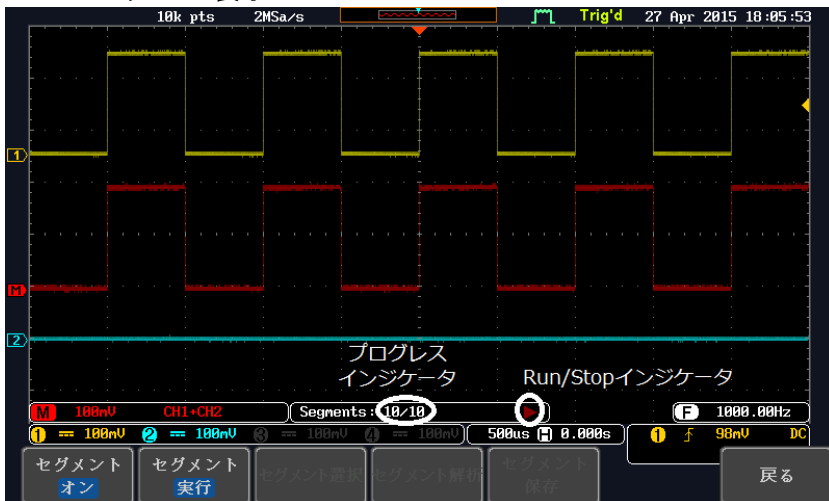 10k pts 2MSa/s Trig'd 27 Apr 2015 18:05:53
1
M
2
プログレス
インジケータ
Run/Stopインジケータ
M 100mV CH1+CH2 Segments: 10/10 F 1000.00Hz
1 100mV 2 100mV 3 100mV 4 100mV 500us H 0.000s 1 98mV DC
セグメント
オン
セグメント
実行
セグメント選択
セグメント解析
セグメント
保存
戻る